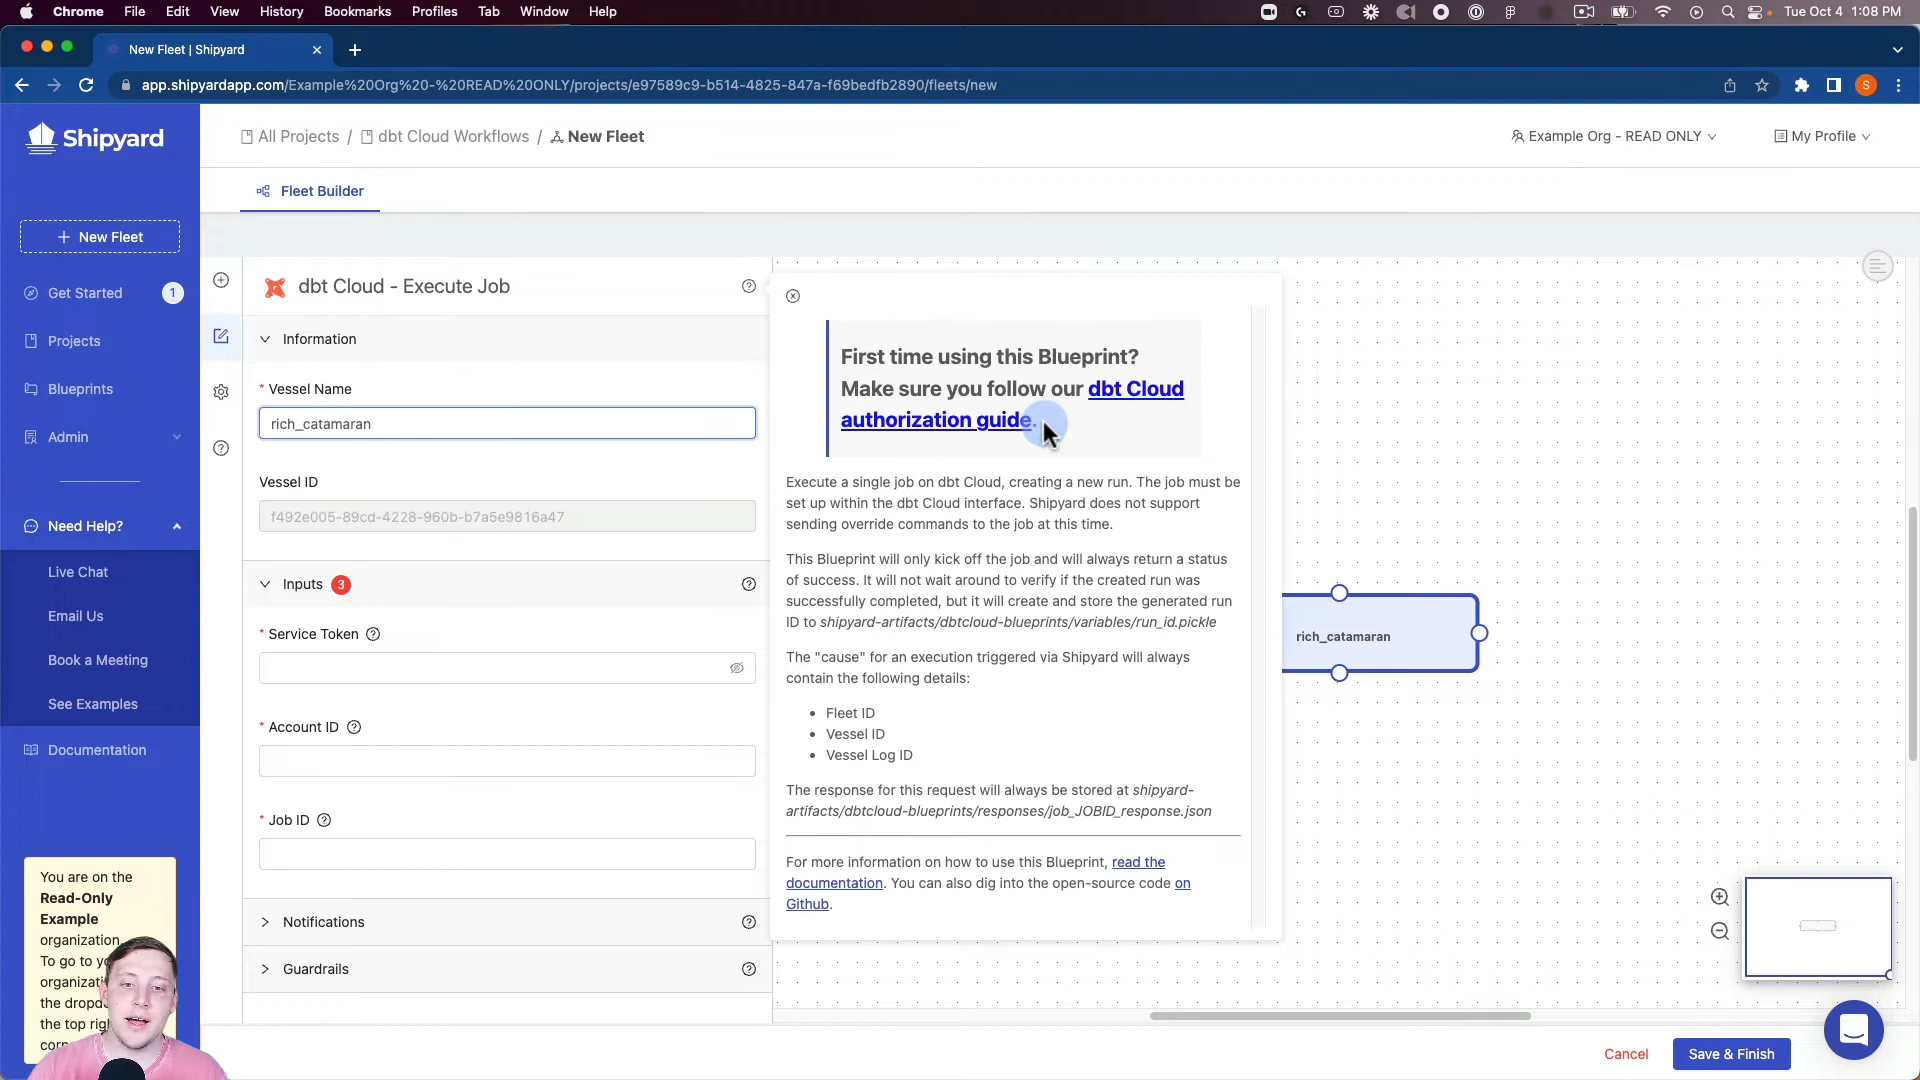 Chrome File Edit View History Bookmarks Profiles Tab Window Help
Tue Oct 4 1:08 PM
New Fleet | Shipyard
app.shipyardapp.com/Example%20Org%20-%20READ%20ONLY/projects/e97589c9-b514-4825-847a-f69bedfb2890/fleets/new
S
Shipyard
All Projects / dbt Cloud Workflows / New Fleet
Example Org - READ ONLY
My Profile
Fleet Builder
+ New Fleet
Get Started 1
Projects
Blueprints
Admin
Need Help?
Live Chat
Email Us
Book a Meeting
See Examples
Documentation
You are on the
Read-Only
Example
organization.
To go to
the
the top
dbt Cloud - Execute Job
Information
* Vessel Name
rich_catamaran
Vessel ID
f492e005-89cd-4228-960b-b7a5e9816a47
Inputs 3
* Service Token
* Account ID
* Job ID
Notifications
Guardrails
First time using this Blueprint?
Make sure you follow our dbt Cloud
authorization guide.
Execute a single job on dbt Cloud, creating a new run. The job must be
set up within the dbt Cloud interface. Shipyard does not support
sending override commands to the job at this time.
This Blueprint will only kick off the job and will always return a status
of success. It will not wait around to verify if the created run was
successfully completed, but it will create and store the generated run
ID to shipyard-artifacts/dbtcloud-blueprints/variables/run_id.pickle
The "cause" for an execution triggered via Shipyard will always
contain the following details:
• Fleet ID
• Vessel ID
• Vessel Log ID
The response for this request will always be stored at shipyard-
artifacts/dbtcloud-blueprints/responses/job_JOBID_response.json
For more information on how to use this Blueprint, read the
documentation. You can also dig into the open-source code on
Github.
rich_catamaran
Cancel
Save & Finish